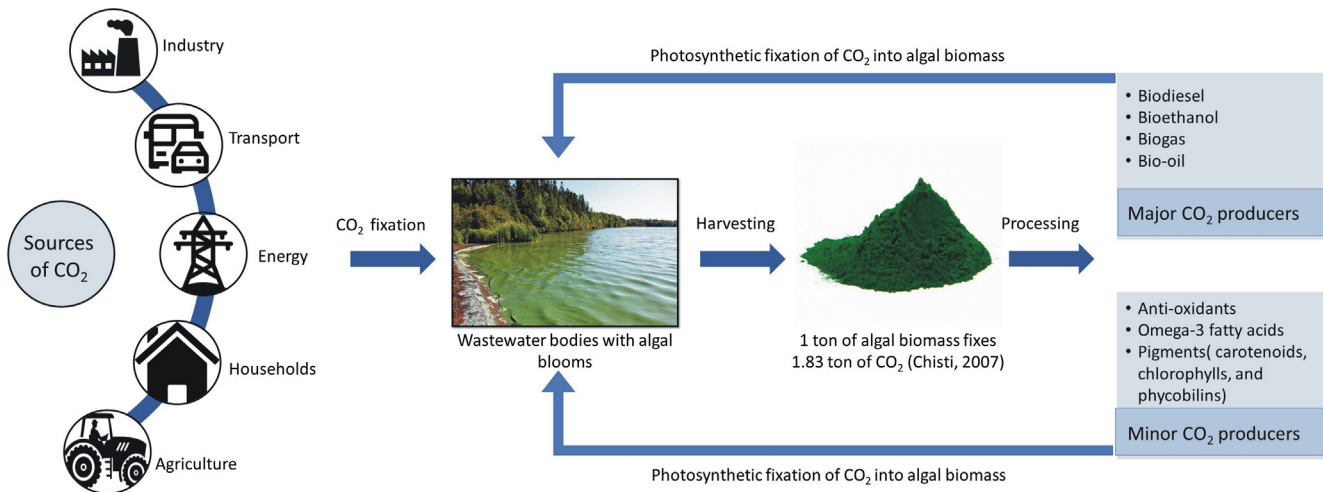 Industry
Transport
Sources
of CO₂
Energy
Households
Agriculture
CO₂ fixation
Photosynthetic fixation of CO₂ into algal biomass
Wastewater bodies with algal
blooms
Harvesting
1 ton of algal biomass fixes
1.83 ton of CO₂ (Chisti, 2007)
Processing
• Biodiesel
• Bioethanol
• Biogas
• Bio-oil
Major CO₂ producers
• Anti-oxidants
• Omega-3 fatty acids
• Pigments( carotenoids,
chlorophylls, and
phycobilins)
Minor CO₂ producers
Photosynthetic fixation of CO₂ into algal biomass